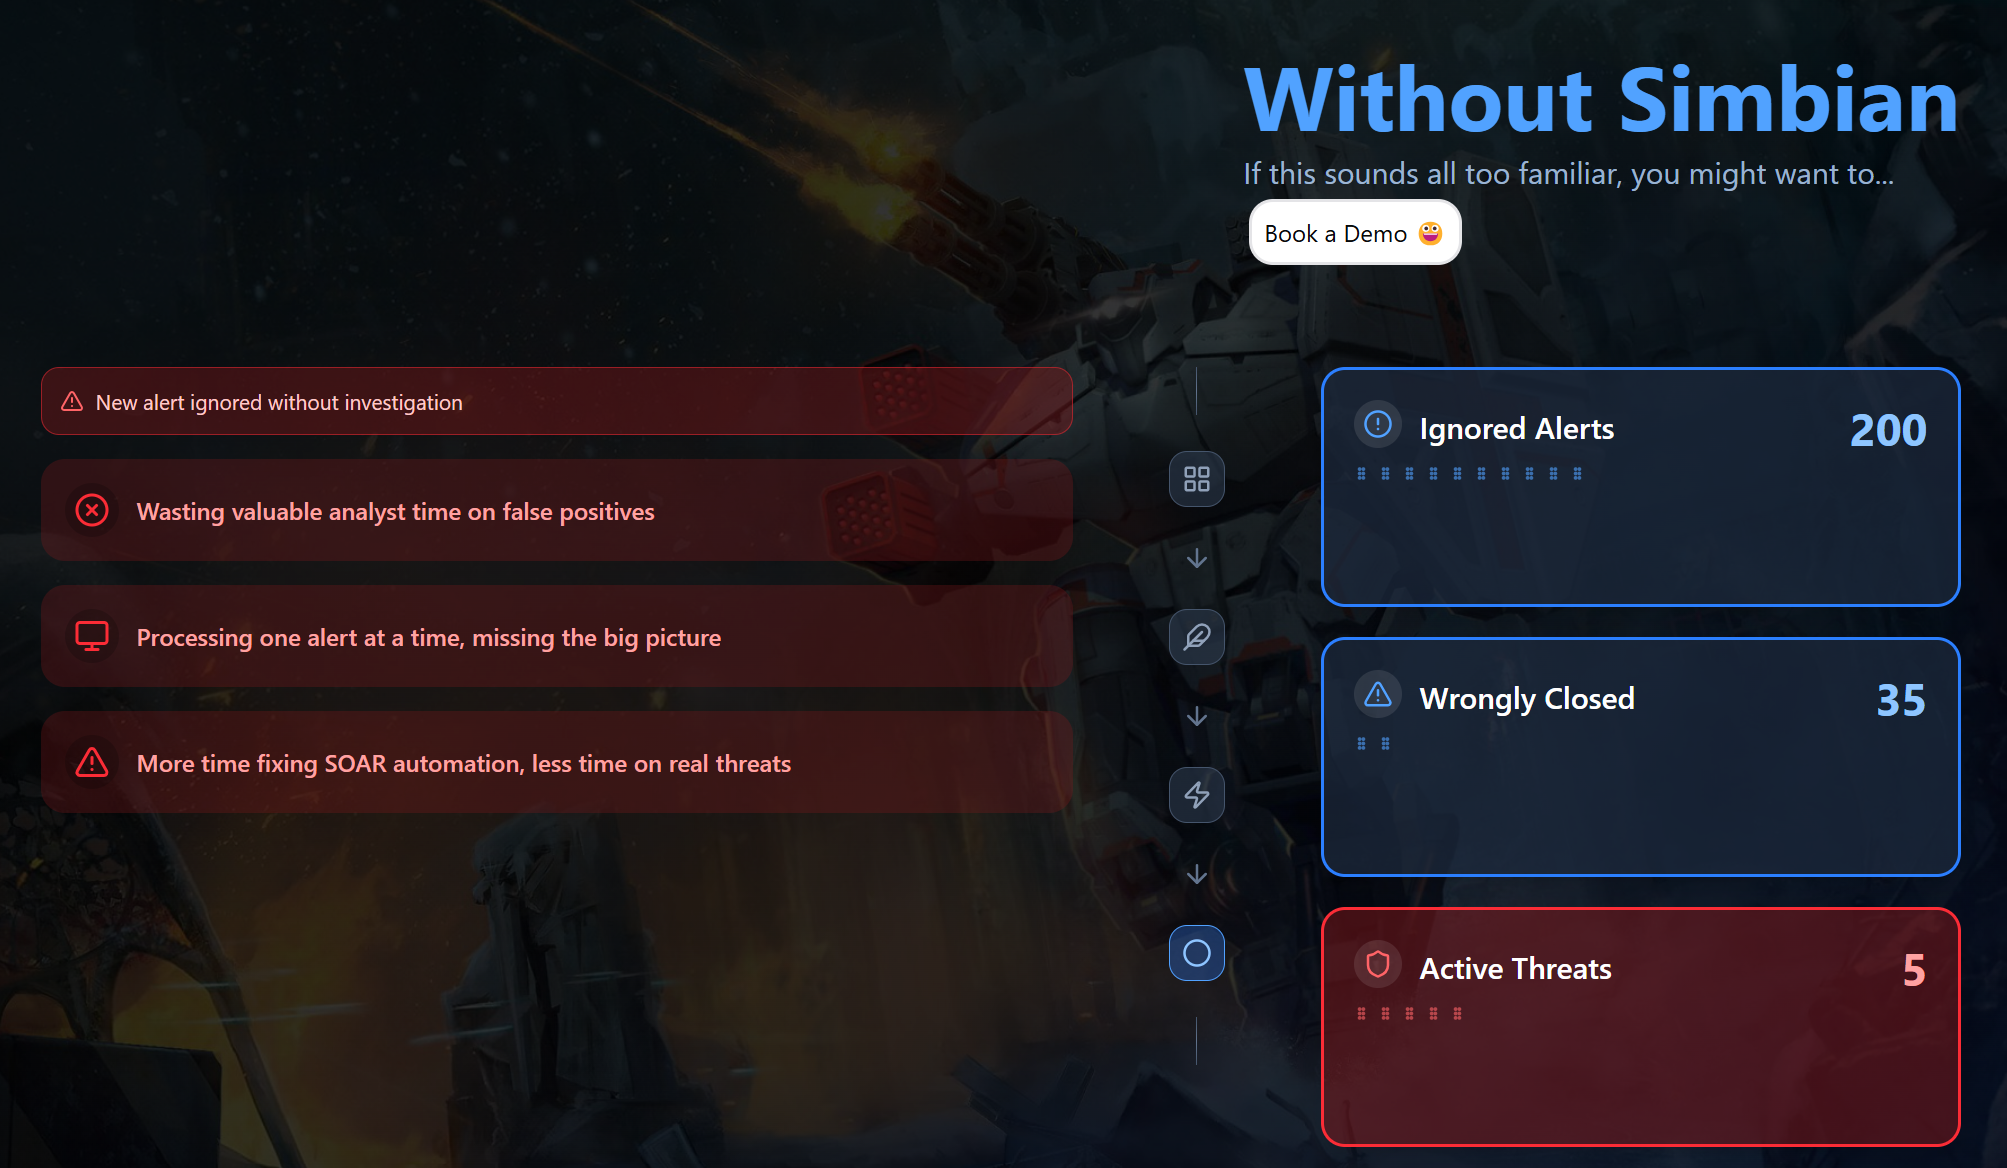 Without Simbian
If this sounds all too familiar, you might want to...
Book a Demo 😀
New alert ignored without investigation
Wasting valuable analyst time on false positives
Processing one alert at a time, missing the big picture
More time fixing SOAR automation, less time on real threats
Ignored Alerts 200
Wrongly Closed 35
Active Threats 5